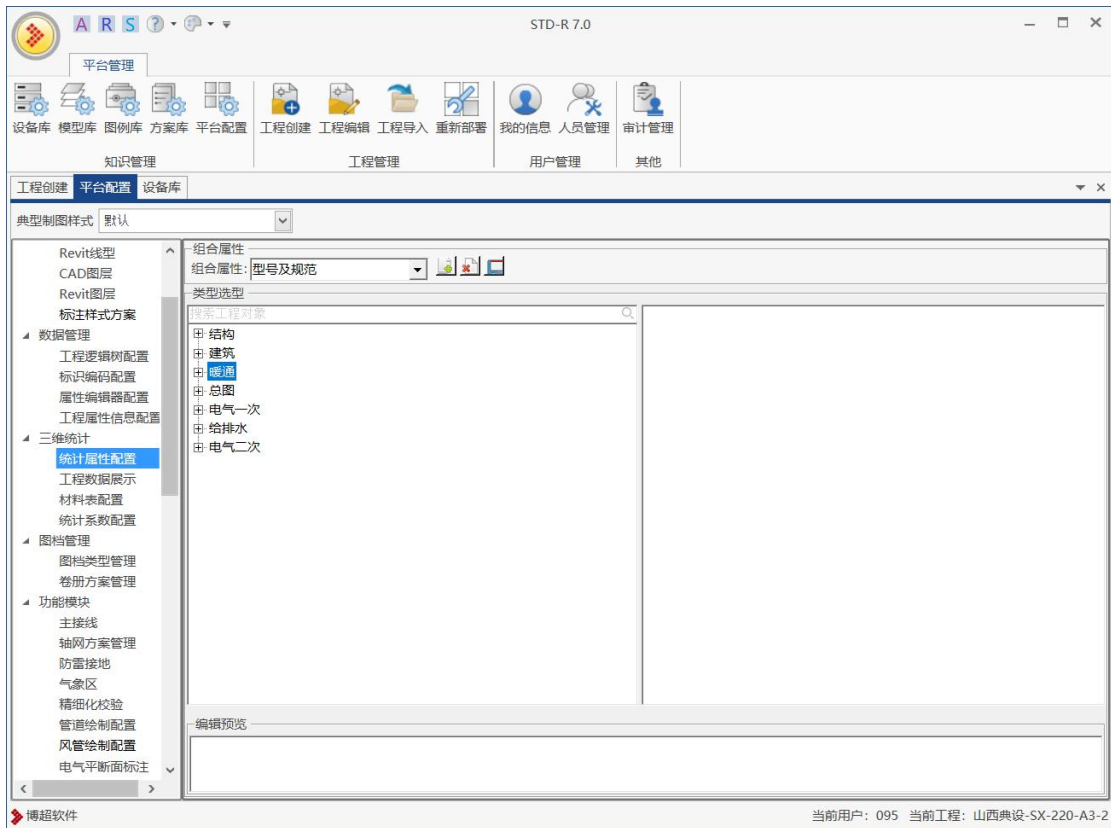 A R S ? STD-R 7.0
平台管理
设备库 模型库 图例库 方案库 平台配置 工程创建 工程编辑 工程导入 重新部署 我的信息 人员管理 审计管理
知识管理 工程管理 用户管理 其他
工程创建 平台配置 设备库
典型制图样式 默认
Revit线型
CAD图层
Revit图层
标注样式方案
数据管理
工程逻辑树配置
标识编码配置
属性编辑器配置
工程属性信息配置
三维统计
统计属性配置
工程数据展示
材料表配置
统计系数配置
图档管理
图档类型管理
卷册方案管理
功能模块
主接线
轴网方案管理
防雷接地
气象区
精细化校验
管道绘制配置
风管绘制配置
电气平断面标注
组合属性
组合属性: 型号及规范
类型选型
搜索工程对象
结构
建筑
暖通
总图
电气一次
给排水
电气二次
编辑预览
博超软件 当前用户：095 当前工程：山西典设-SX-220-A3-2